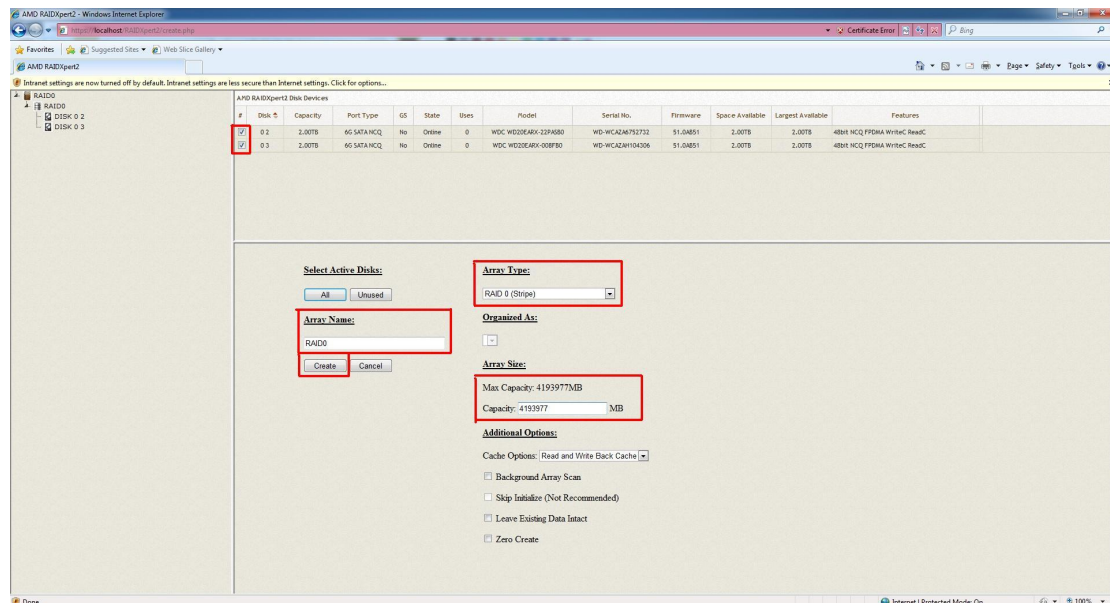 AMD RAIDXpert2 - Windows Internet Explorer
https://localhost/RAIDXpert2/create.php
Certificate Error
Bing
Favorites
Suggested Sites
Web Slice Gallery
AMD RAIDXpert2
Page Safety Tools
Intranet settings are now turned off by default. Intranet settings are less secure than Internet settings. Click for options...
RAID0
RAID0
DISK 0 2
DISK 0 3
AMD RAIDXpert2 Disk Devices
# Disk Capacity Port Type GS State Uses Model Serial No. Firmware Space Available Largest Available Features
0 2 2.00TB 6G SATA NCQ No Online 0 WDC WD20EARX-22PASB0 WD-WCAZA6752732 51.0AB51 2.00TB 2.00TB 48bit NCQ FPDMA WriteC ReadC
0 3 2.00TB 6G SATA NCQ No Online 0 WDC WD20EARX-008FB0 WD-WCAZAH104306 51.0AB51 2.00TB 2.00TB 48bit NCQ FPDMA WriteC ReadC
Select Active Disks:
All Unused
Array Name:
RAID0
Create Cancel
Array Type:
RAID 0 (Stripe)
Organized As:
Array Size:
Max Capacity: 4193977MB
Capacity: 4193977 MB
Additional Options:
Cache Options: Read and Write Back Cache
Background Array Scan
Skip Initialize (Not Recommended)
Leave Existing Data Intact
Zero Create
Done
Internet | Protected Mode: On
100%